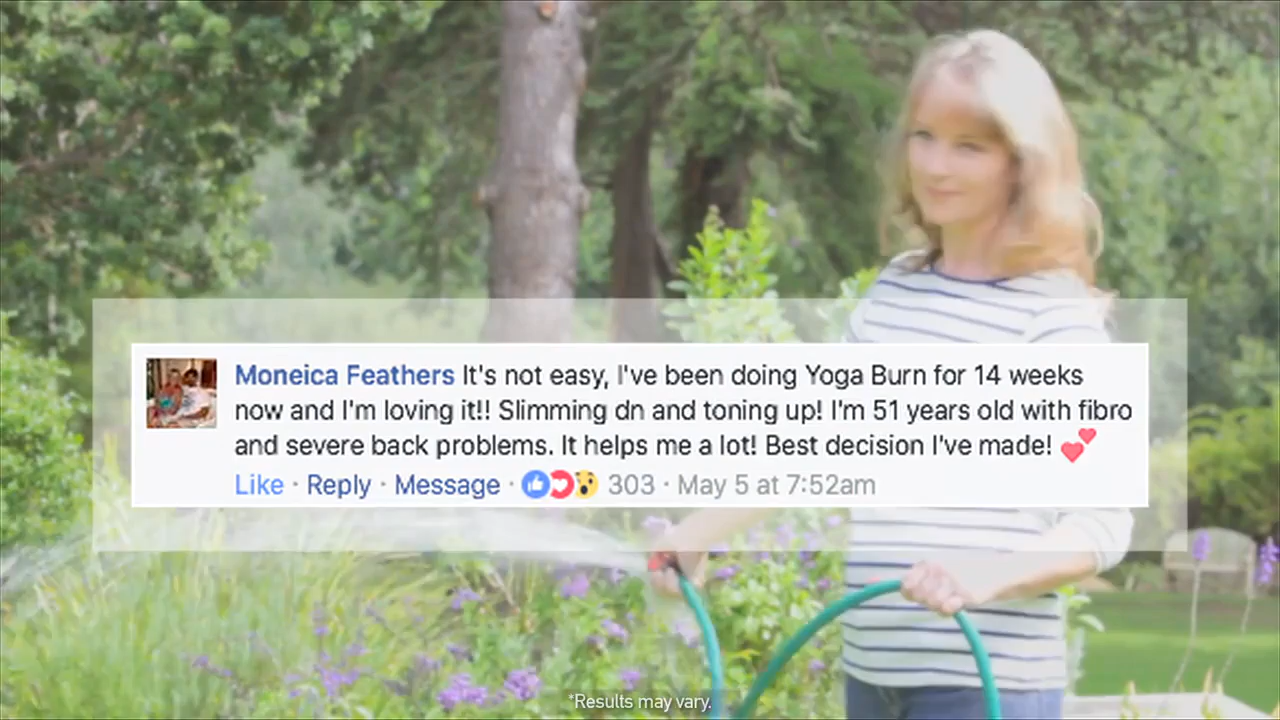 Moneica Feathers It's not easy, I've been doing Yoga Burn for 14 weeks
now and I'm loving it!! Slimming dn and toning up! I'm 51 years old with fibro
and severe back problems. It helps me a lot! Best decision I've made! 💕
Like · Reply · Message · 303 · May 5 at 7:52am
*Results may vary.